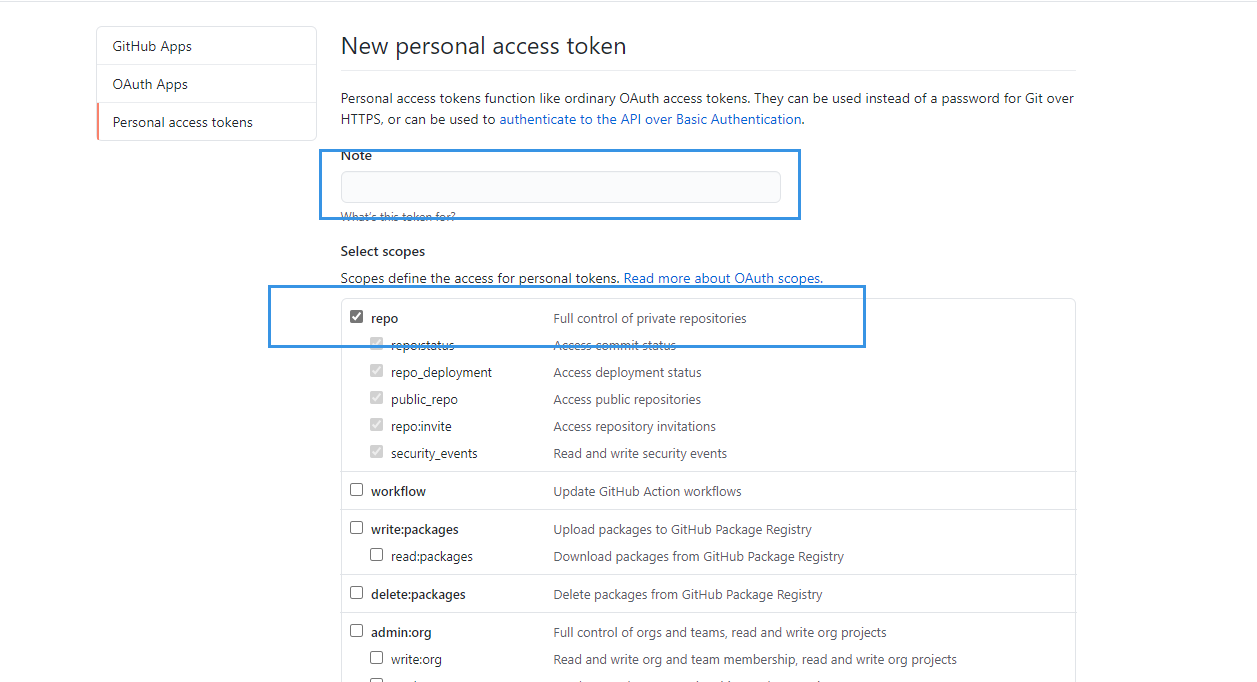 GitHub Apps
OAuth Apps
Personal access tokens
New personal access token
Personal access tokens function like ordinary OAuth access tokens. They can be used instead of a password for Git over
HTTPS, or can be used to authenticate to the API over Basic Authentication.
Note
What's this token for?
Select scopes
Scopes define the access for personal tokens. Read more about OAuth scopes.
repo Full control of private repositories
repo:status Access commit status
repo_deployment Access deployment status
public_repo Access public repositories
repo:invite Access repository invitations
security_events Read and write security events
workflow Update GitHub Action workflows
write:packages Upload packages to GitHub Package Registry
read:packages Download packages from GitHub Package Registry
delete:packages Delete packages from GitHub Package Registry
admin:org Full control of orgs and teams, read and write org projects
write:org Read and write org and team membership, read and write org projects